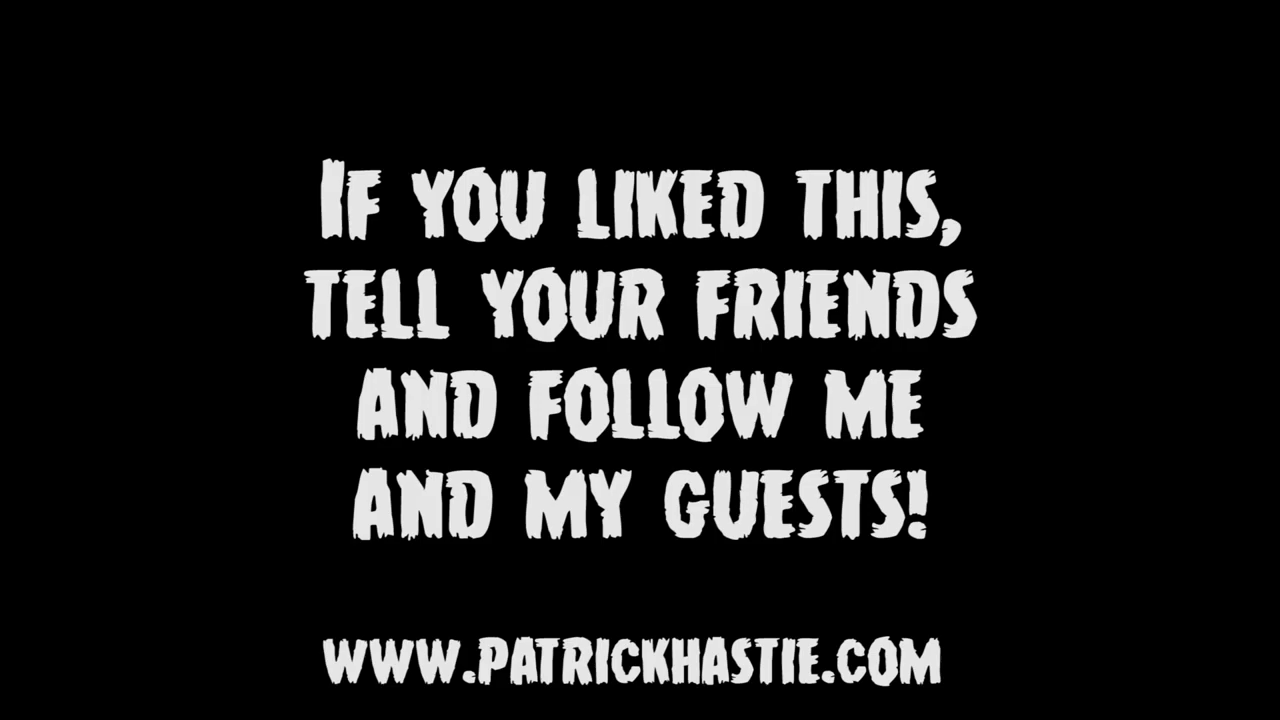 If you liked this,
tell your friends
and follow me
and my guests!
www.patrickhastie.com